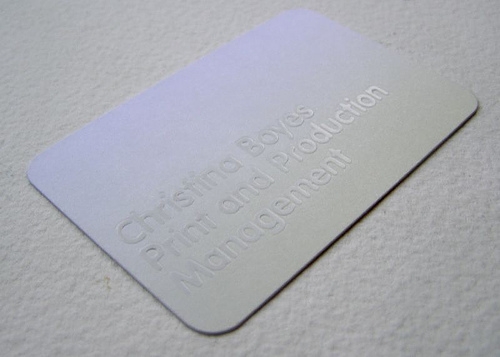 Christina Boyes
Print and Production
Management